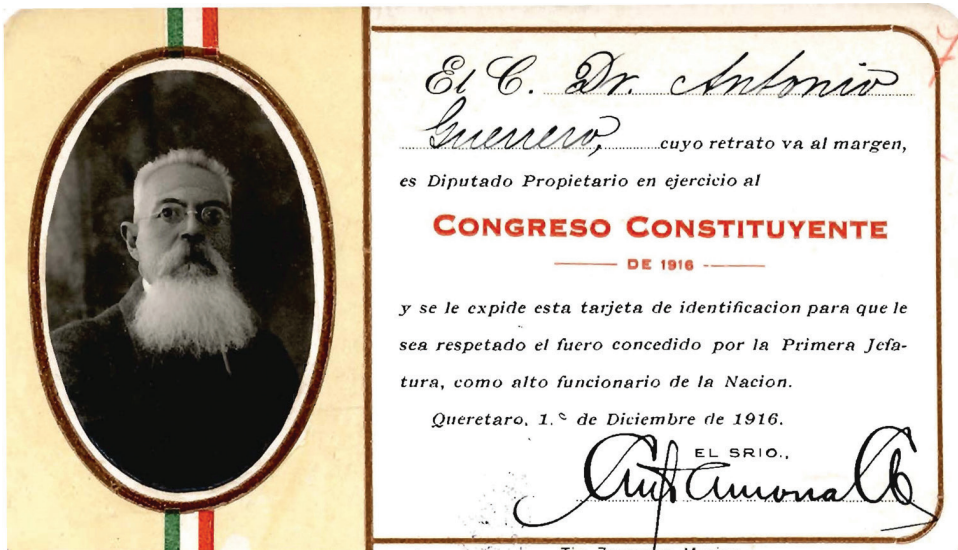 El C. Dr. Antonio
Guerrero, cuyo retrato va al margen,
es Diputado Propietario en ejercicio al
CONGRESO CONSTITUYENTE
DE 1916
y se le expide esta tarjeta de identificacion para que le
sea respetado el fuero concedido por la Primera Jefa-
tura, como alto funcionario de la Nacion.
Queretaro, 1.º de Diciembre de 1916.
EL SRIO.,